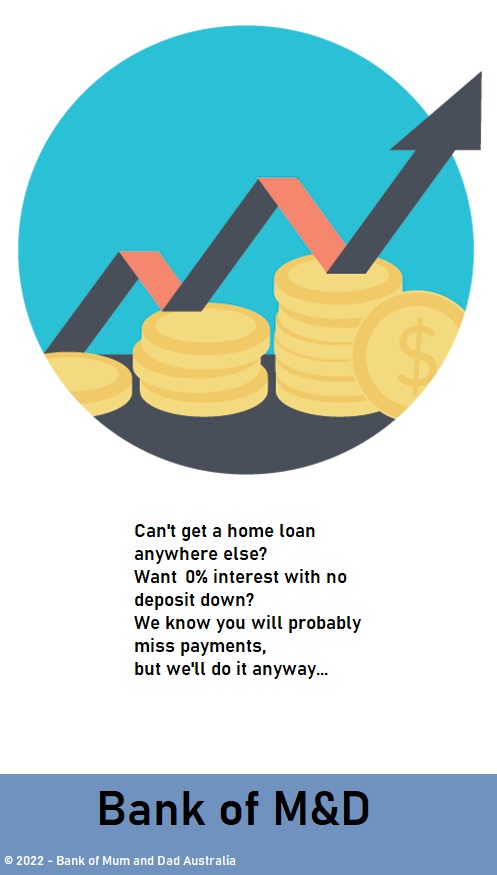 $
Can't get a home loan
anywhere else?
Want  0% interest with no
deposit down?
We know you will probably
miss payments,
but we'll do it anyway...
Bank of M&D
© 2022 - Bank of Mum and Dad Australia